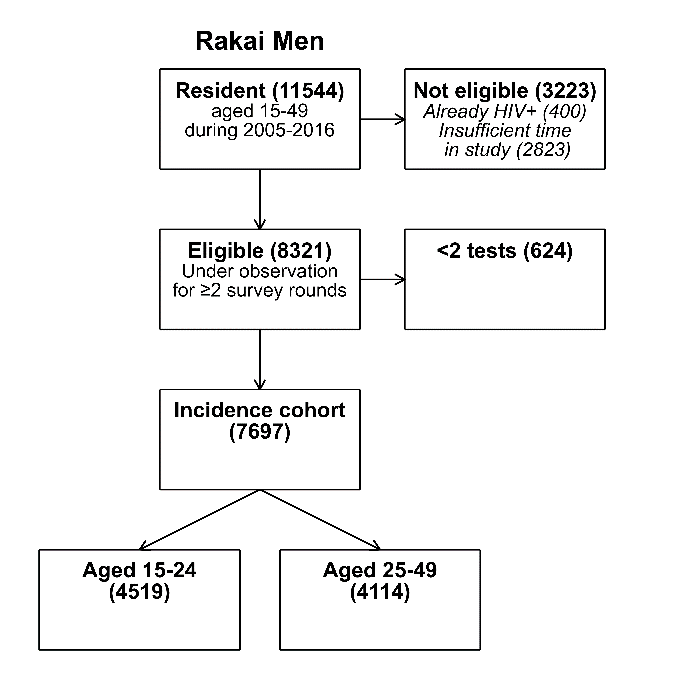 Rakai Men
Resident (11544)
aged 15-49
during 2005-2016
Not eligible (3223)
Already HIV+ (400)
Insufficient time
in study (2823)
Eligible (8321)
Under observation
for ≥2 survey rounds
<2 tests (624)
Incidence cohort
(7697)
Aged 15-24
(4519)
Aged 25-49
(4114)